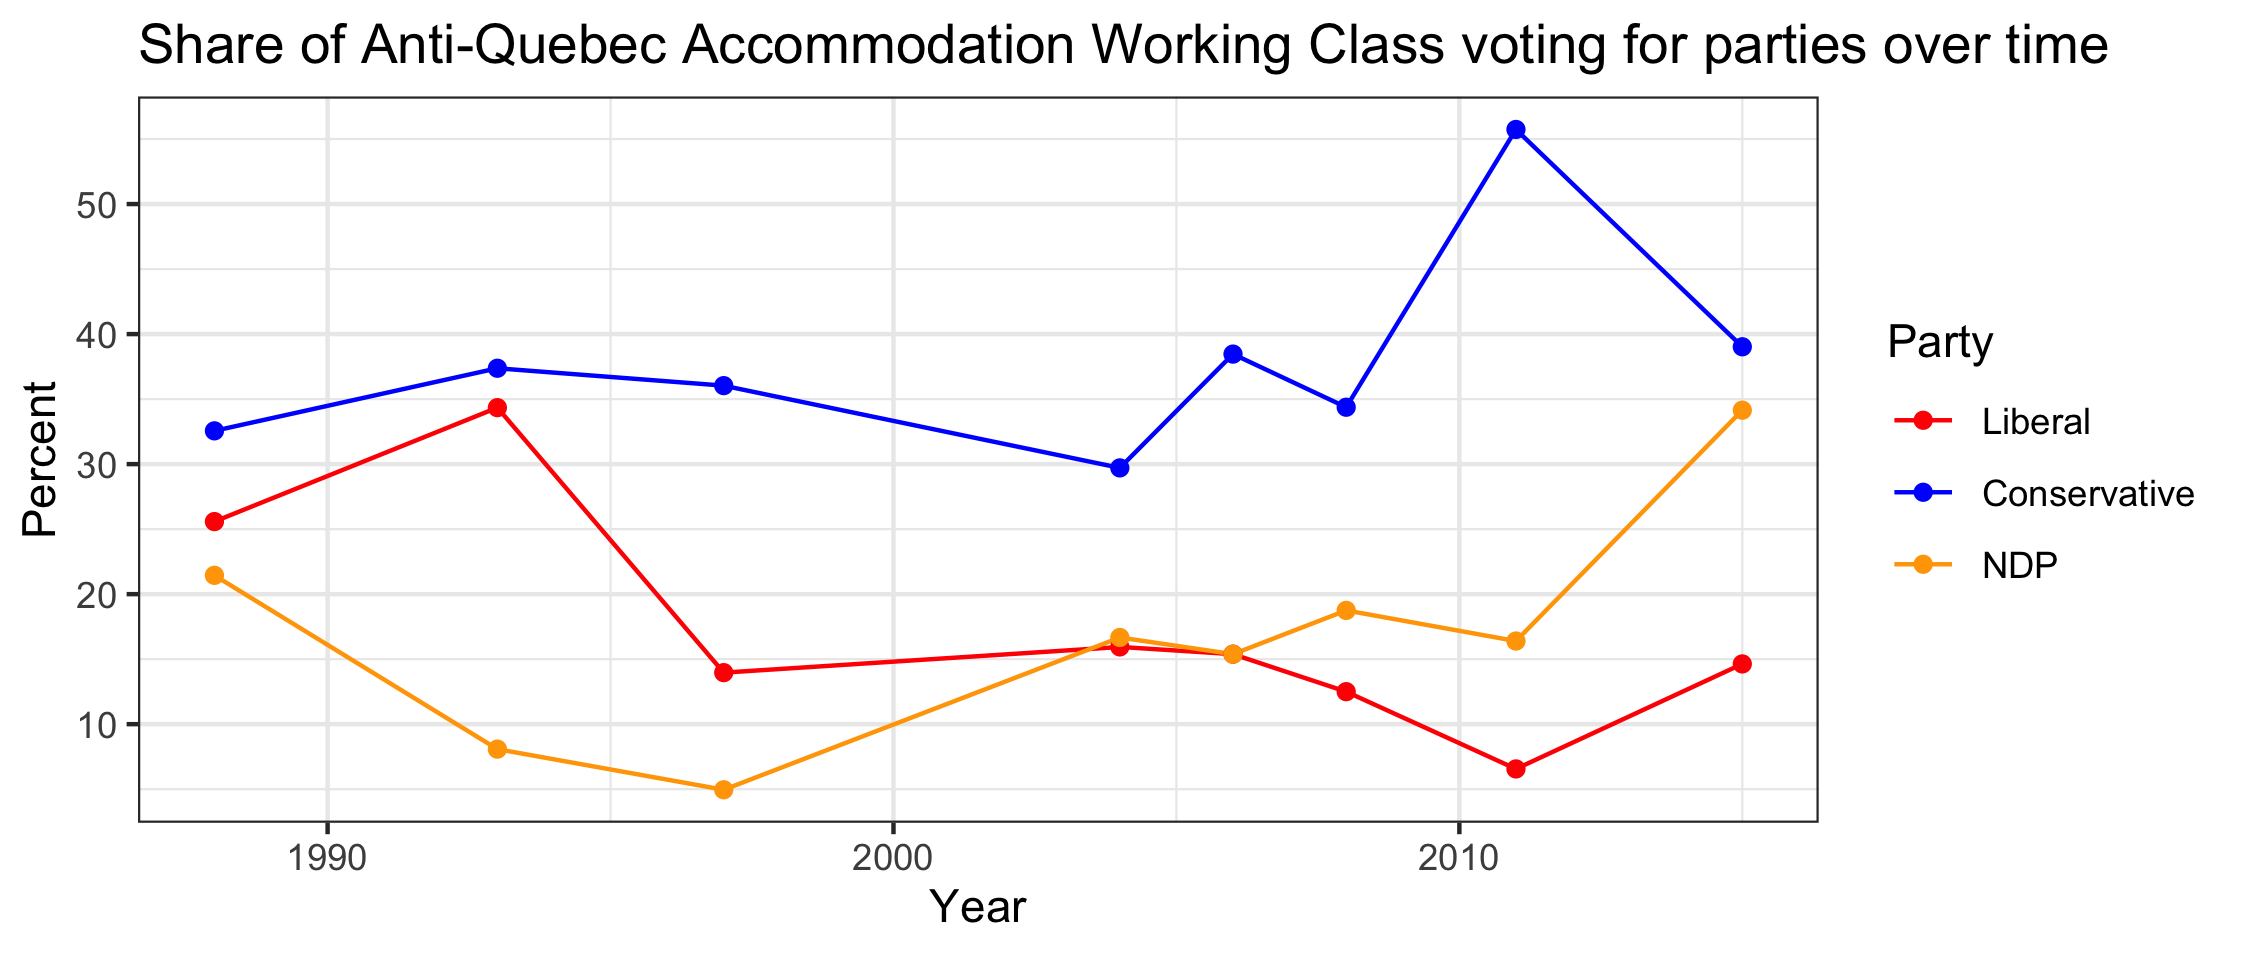 Share of Anti-Quebec Accommodation Working Class voting for parties over time
Percent
50
40
30
20
10
1990
2000
2010
Year
Party
Liberal
Conservative
NDP